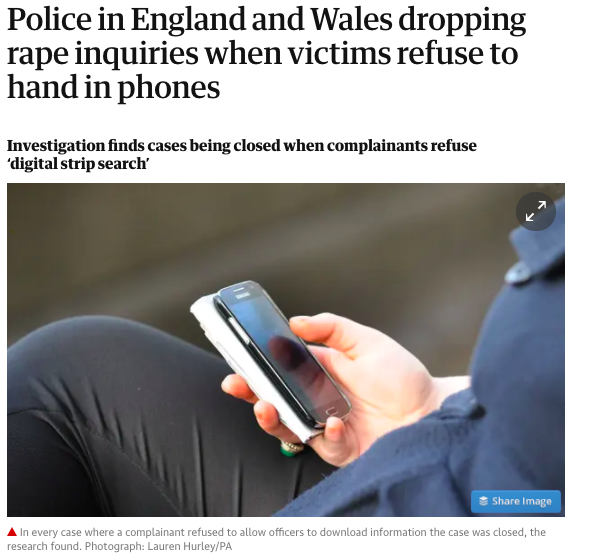 Police in England and Wales dropping
rape inquiries when victims refuse to
hand in phones
Investigation finds cases being closed when complainants refuse
‘digital strip search’
Share Image
In every case where a complainant refused to allow officers to download information the case was closed, the
research found. Photograph: Lauren Hurley/PA